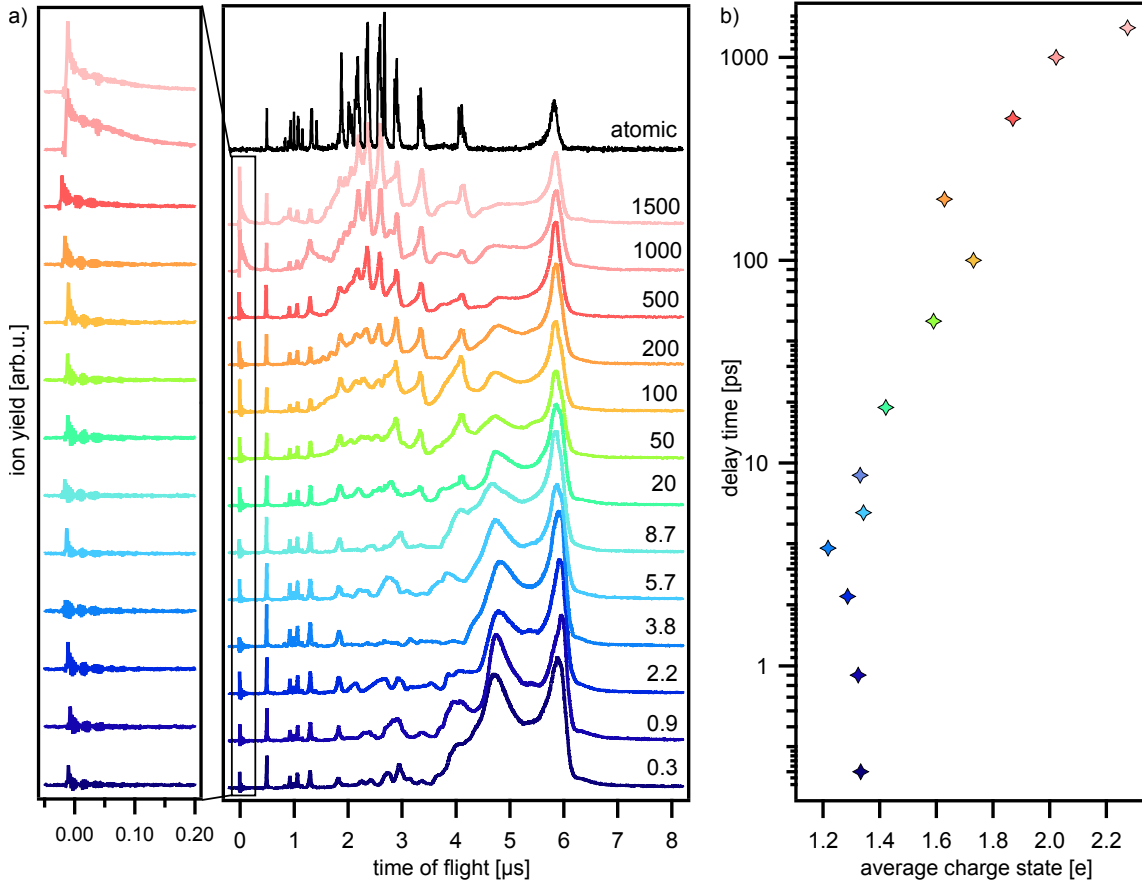 a)
b)
ion yield [arb.u.]
0.00 0.10 0.20
atomic
1500
1000
500
200
100
50
20
8.7
5.7
3.8
2.2
0.9
0.3
0 1 2 3 4 5 6 7 8
time of flight [µs]
delay time [ps]
1000
100
10
1
1.2 1.4 1.6 1.8 2.0 2.2
average charge state [e]